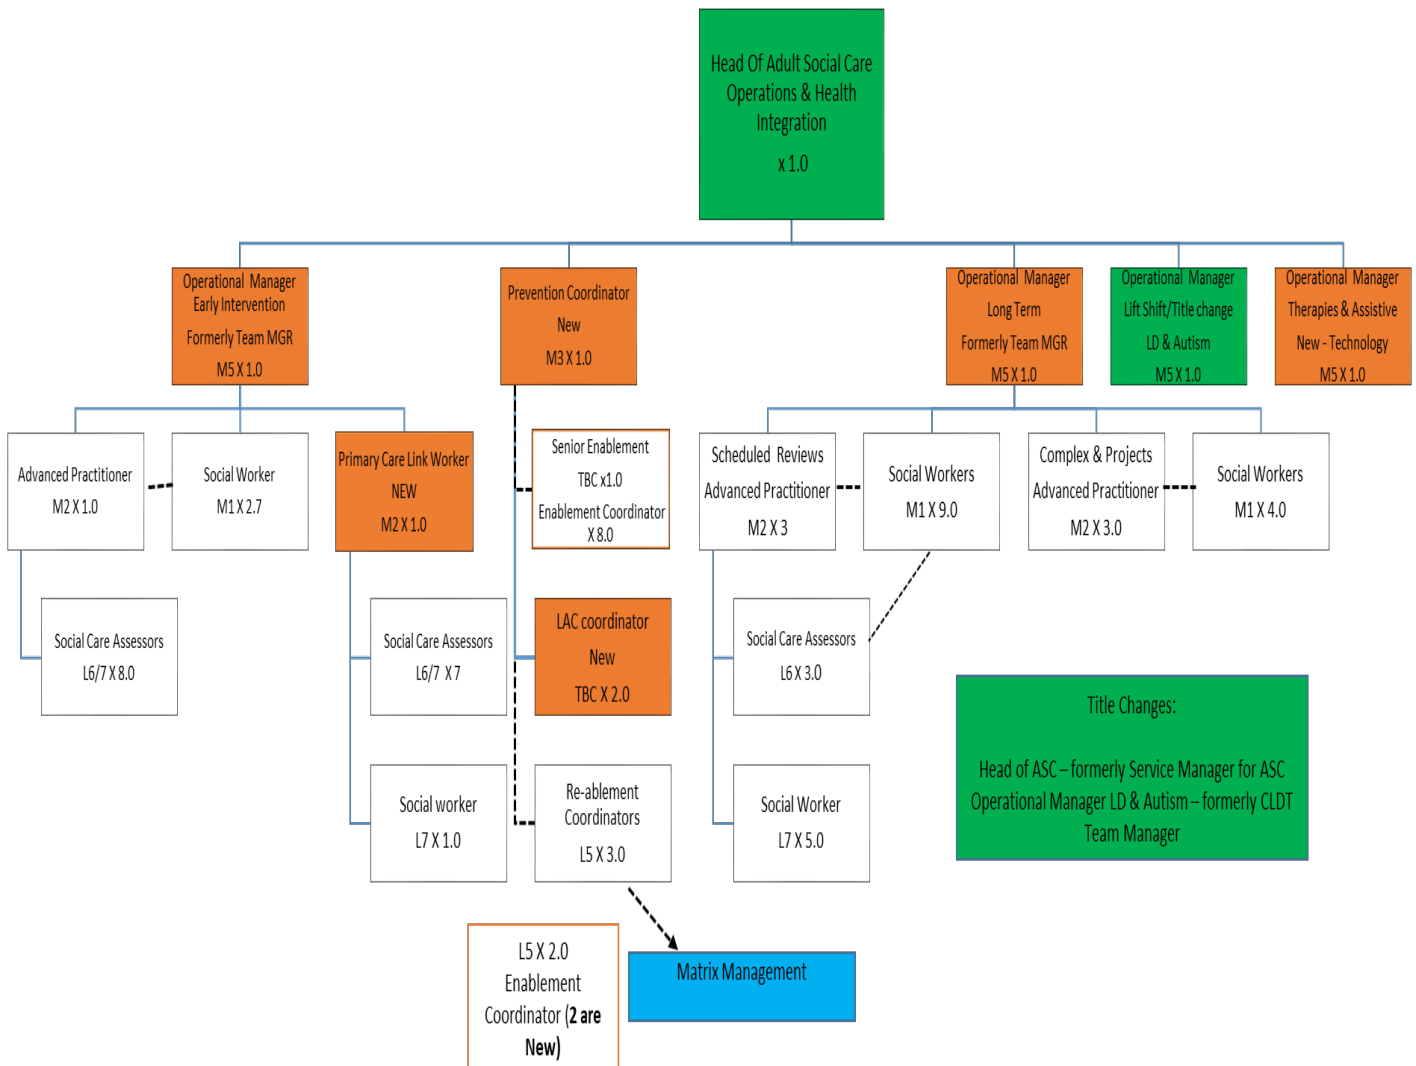 Head Of Adult Social Care
Operations & Health
Integration
x 1.0
Operational Manager
Early Intervention
Formerly Team MGR
M5 X 1.0
Prevention Coordinator
New
M3 X 1.0
Operational Manager
Long Term
Formerly Team MGR
M5 X 1.0
Operational Manager
Lift Shift/Title change
LD & Autism
M5 X 1.0
Operational Manager
Therapies & Assistive
New - Technology
M5 X 1.0
Advanced Practitioner
M2 X 1.0
Social Worker
M1 X 2.7
Primary Care Link Worker
NEW
M2 X 1.0
Senior Enablement
TBC x1.0
Enablement Coordinator
X 8.0
Scheduled Reviews
Advanced Practitioner
M2 X 3
Social Workers
M1 X 9.0
Complex & Projects
Advanced Practitioner
M2 X 3.0
Social Workers
M1 X 4.0
Social Care Assessors
L6/7 X 8.0
Social Care Assessors
L6/7 X 7
LAC coordinator
New
TBC X 2.0
Social Care Assessors
L6 X 3.0
Social worker
L7 X 1.0
Re-ablement
Coordinators
L5 X 3.0
Social Worker
L7 X 5.0
Title Changes:
Head of ASC – formerly Service Manager for ASC
Operational Manager LD & Autism – formerly CLDT
Team Manager
L5 X 2.0
Enablement
Coordinator (2 are
New)
Matrix Management